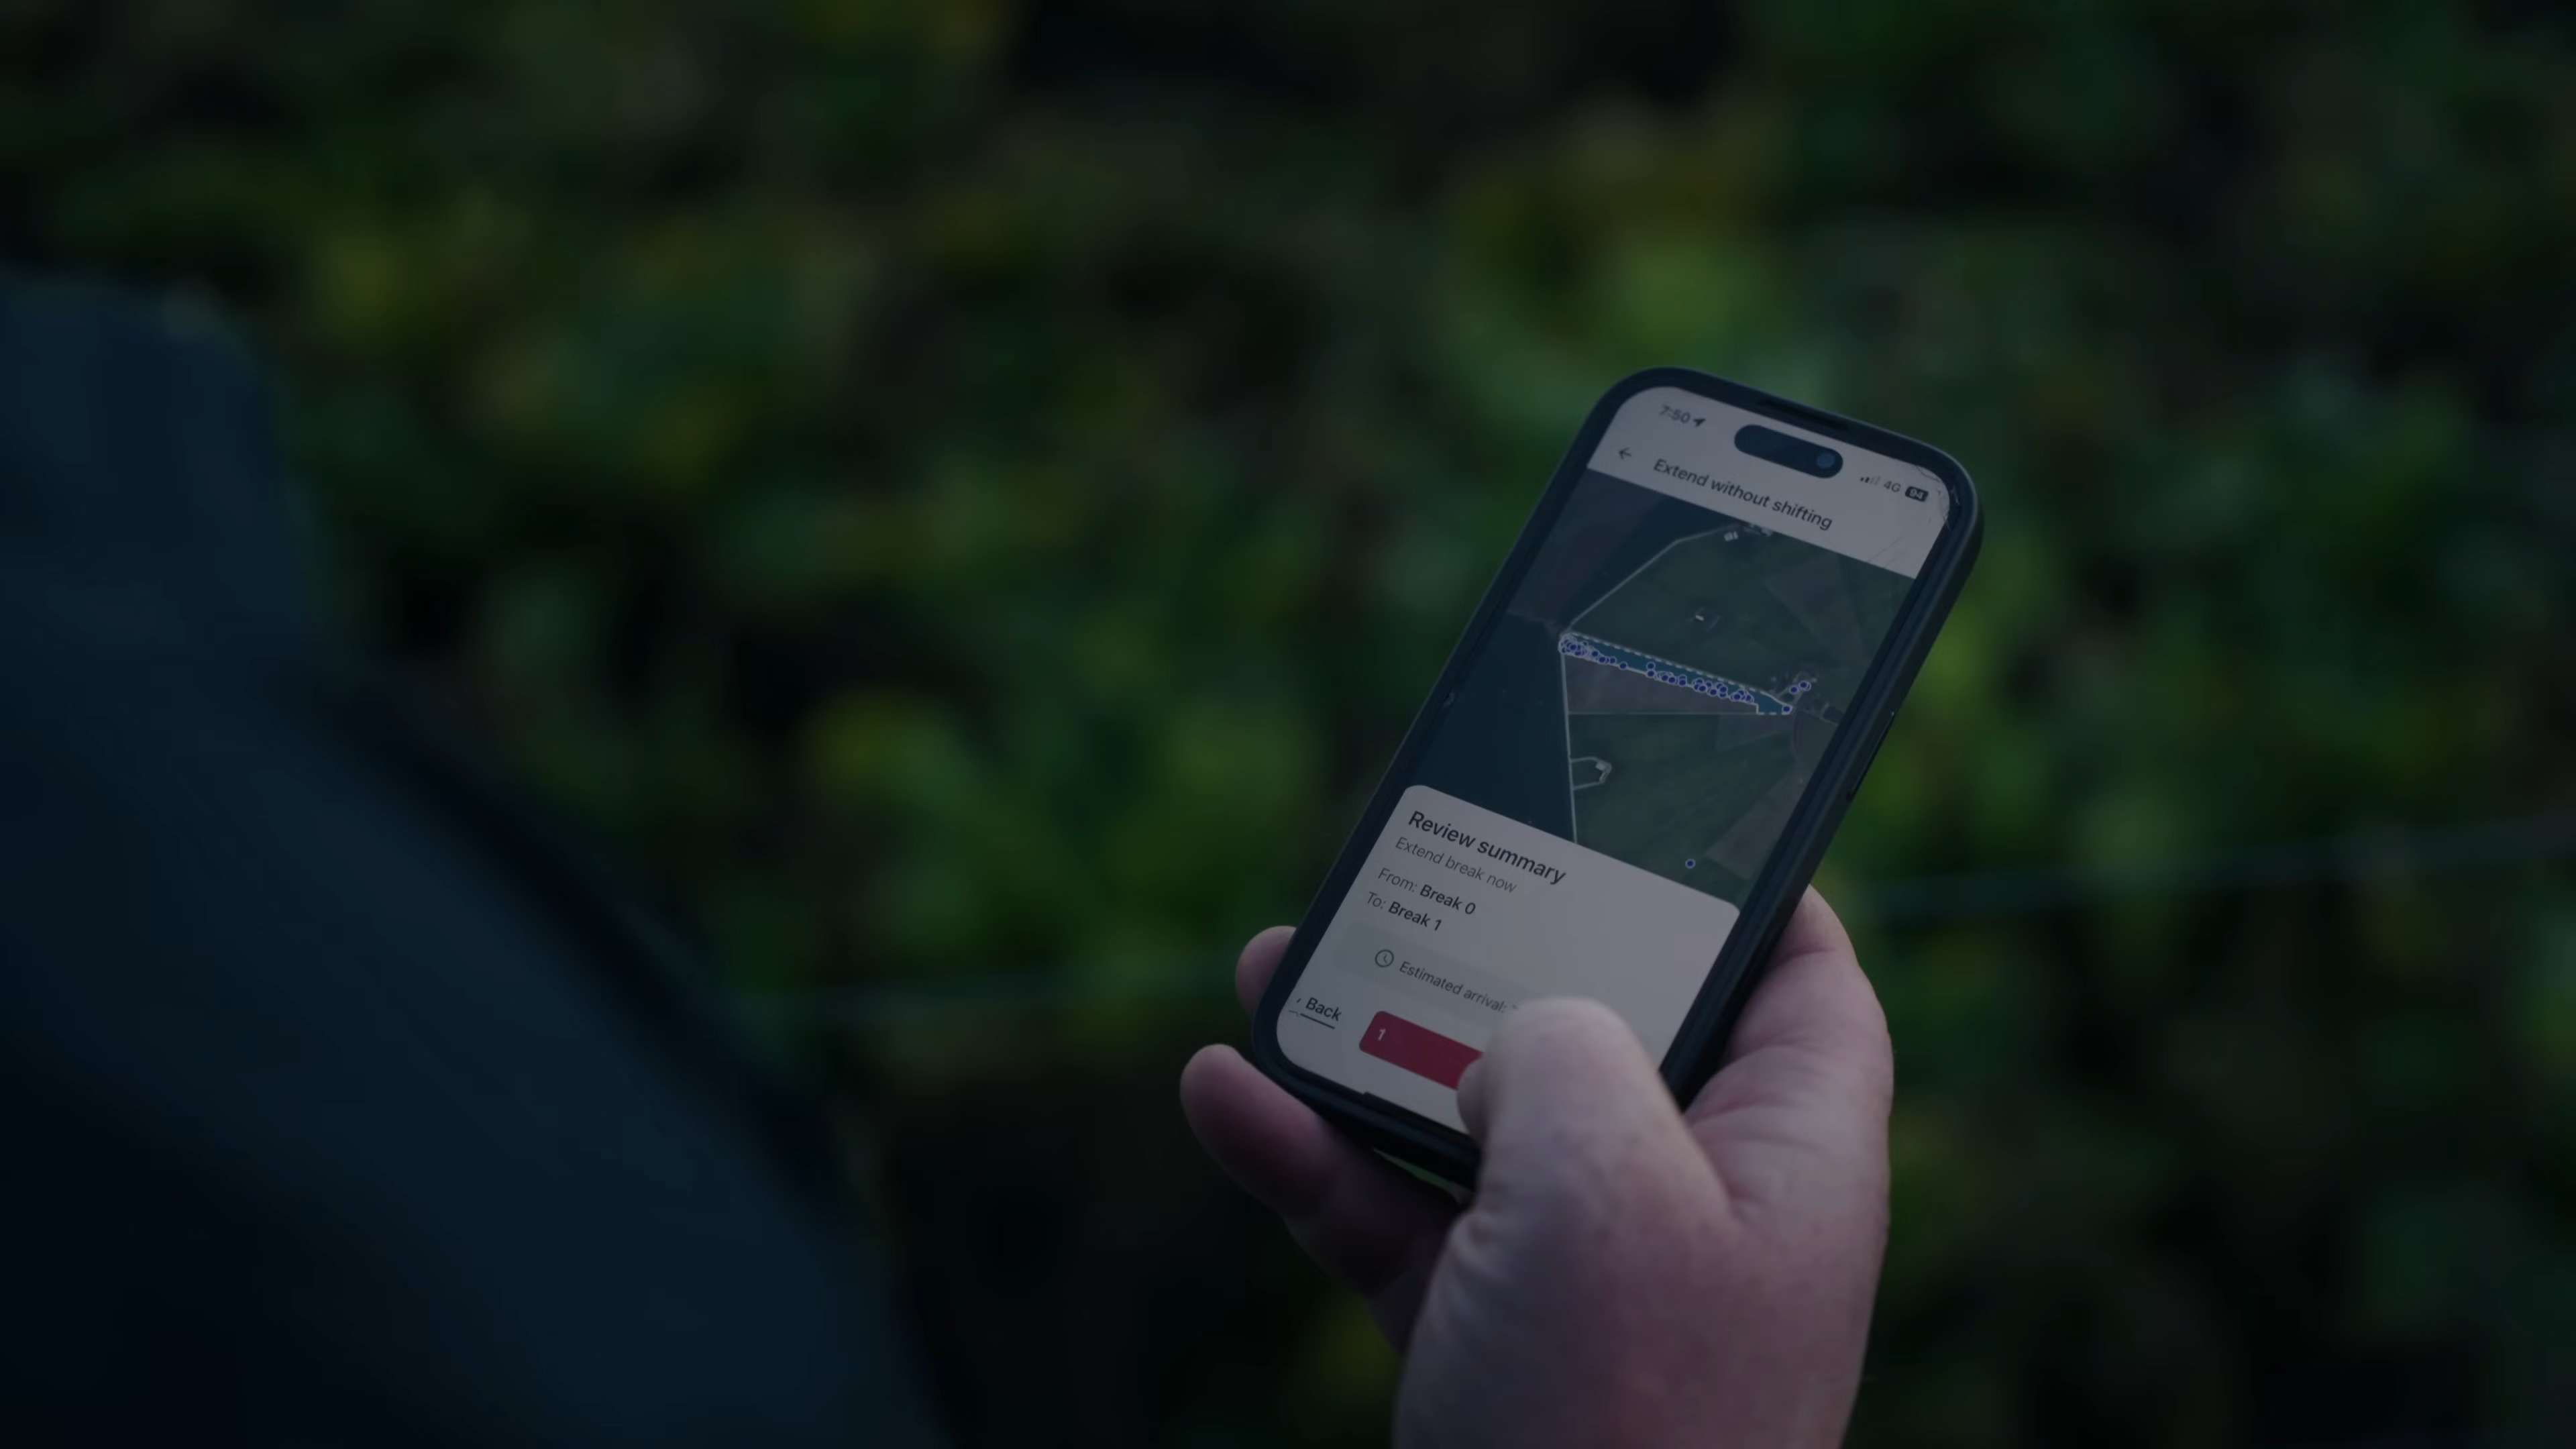 7:50
4G 94
Extend without shifting
Review summary
Extend break now
From: Break 0
To: Break 1
Estimated arrival:
Back
1